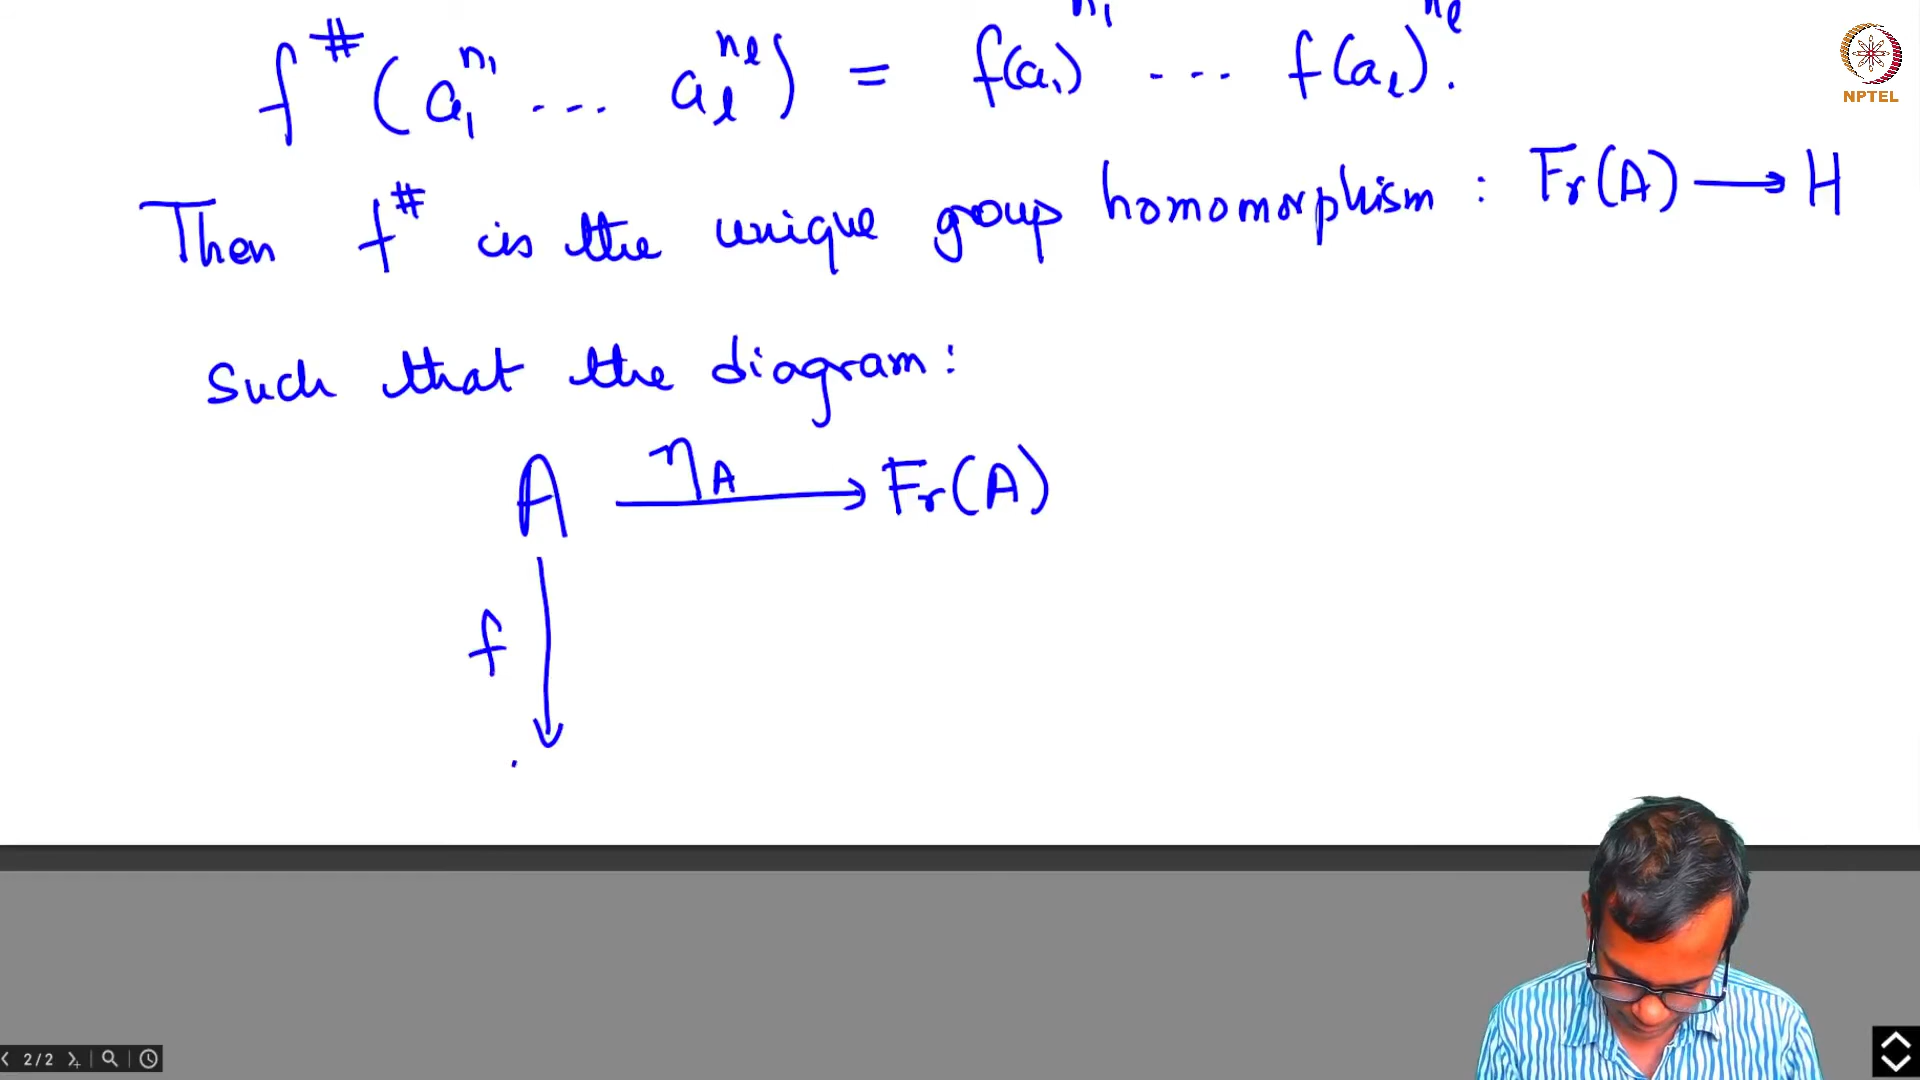 f^#(a_1^{n_1} ... a_l^{n_l}) = f(a_1)^{n_1} ... f(a_l)^{n_l}.
NPTEL
Then f^# is the unique group homomorphism : Fr(A) ⟶ H
Such that the diagram:
A η_A ⟶ Fr(A)
f ↓
2/2